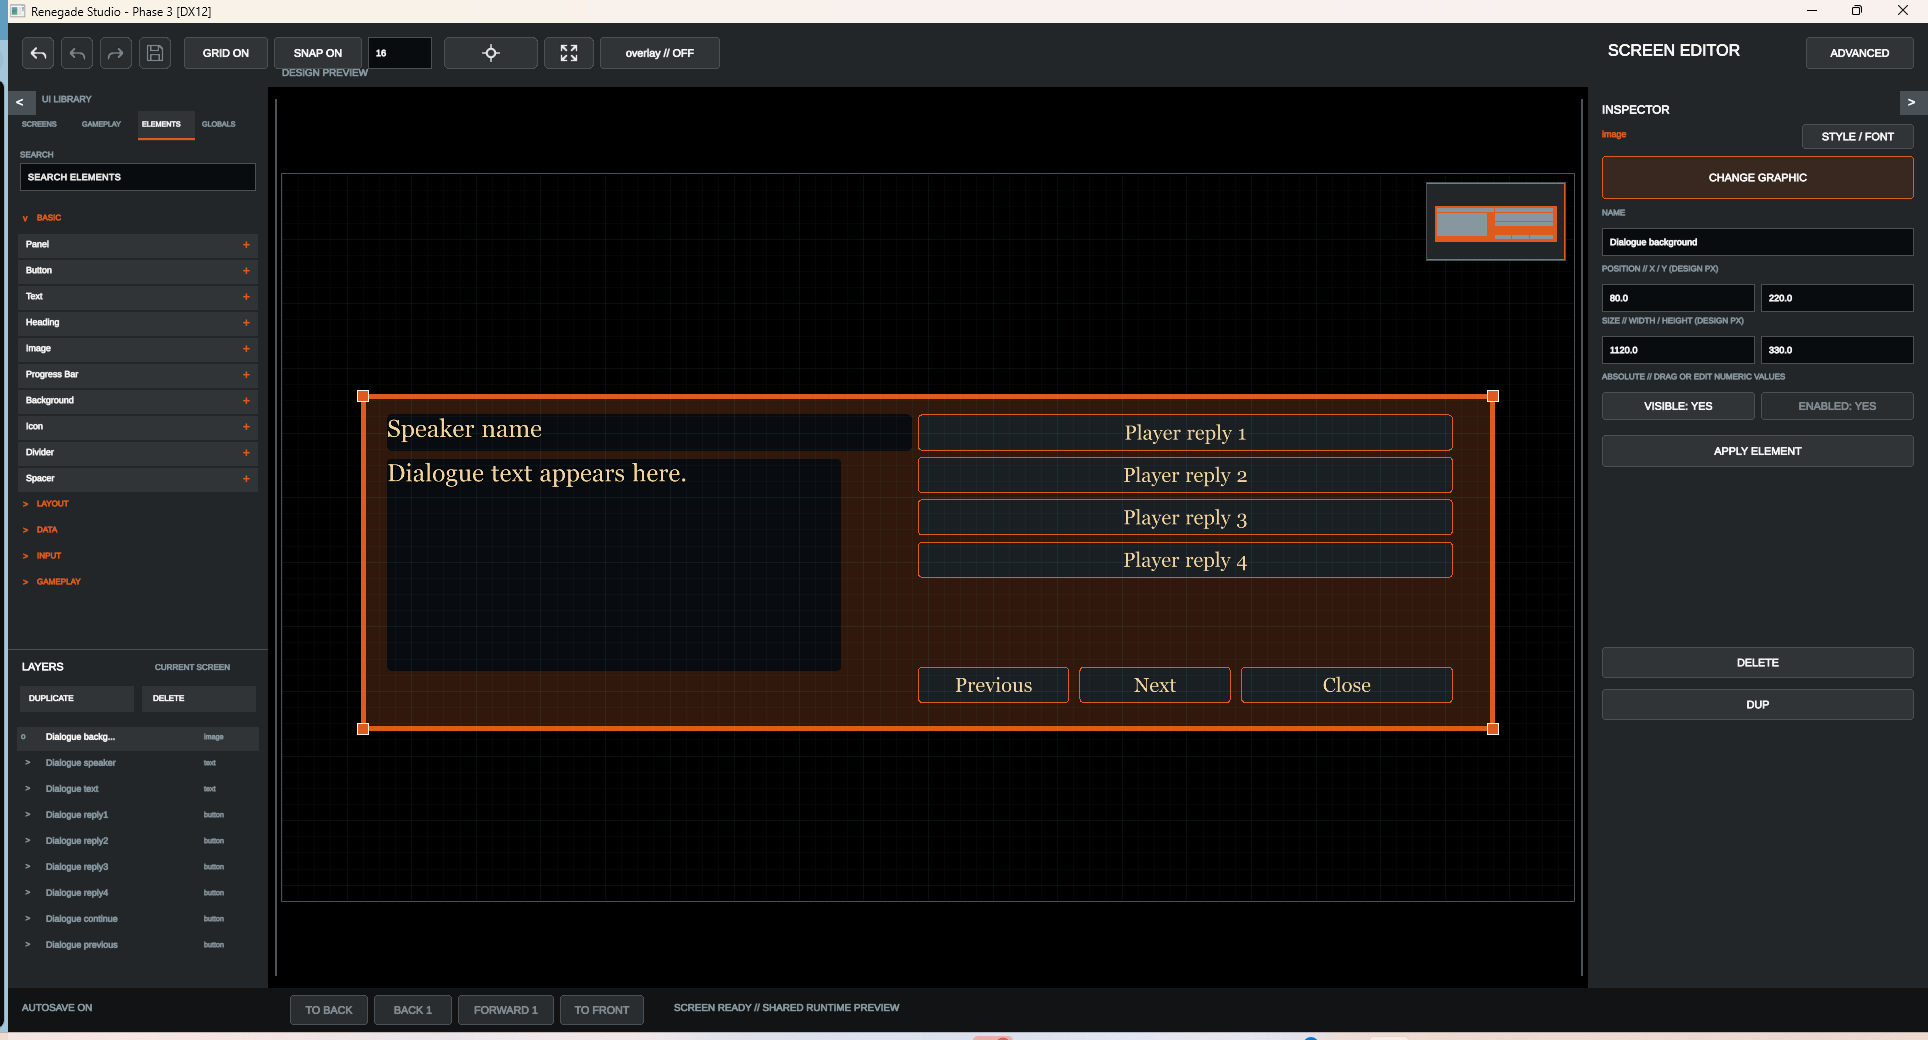 Renegade Studio - Phase 3 [DX12]
GRID ON
SNAP ON
16
overlay // OFF
SCREEN EDITOR
ADVANCED
DESIGN PREVIEW
<
UI LIBRARY
SCREENS
GAMEPLAY
ELEMENTS
GLOBALS
SEARCH
SEARCH ELEMENTS
v BASIC
Panel +
Button +
Text +
Heading +
Image +
Progress Bar +
Background +
Icon +
Divider +
Spacer +
> LAYOUT
> DATA
> INPUT
> GAMEPLAY
LAYERS
CURRENT SCREEN
DUPLICATE
DELETE
o Dialogue backg... image
> Dialogue speaker text
> Dialogue text text
> Dialogue reply1 button
> Dialogue reply2 button
> Dialogue reply3 button
> Dialogue reply4 button
> Dialogue continue button
> Dialogue previous button
Speaker name
Dialogue text appears here.
Player reply 1
Player reply 2
Player reply 3
Player reply 4
Previous
Next
Close
>
INSPECTOR
Image
STYLE / FONT
CHANGE GRAPHIC
NAME
Dialogue background
POSITION // X / Y (DESIGN PX)
80.0
220.0
SIZE // WIDTH / HEIGHT (DESIGN PX)
1120.0
330.0
ABSOLUTE // DRAG OR EDIT NUMERIC VALUES
VISIBLE: YES
ENABLED: YES
APPLY ELEMENT
DELETE
DUP
AUTOSAVE ON
TO BACK
BACK 1
FORWARD 1
TO FRONT
SCREEN READY // SHARED RUNTIME PREVIEW